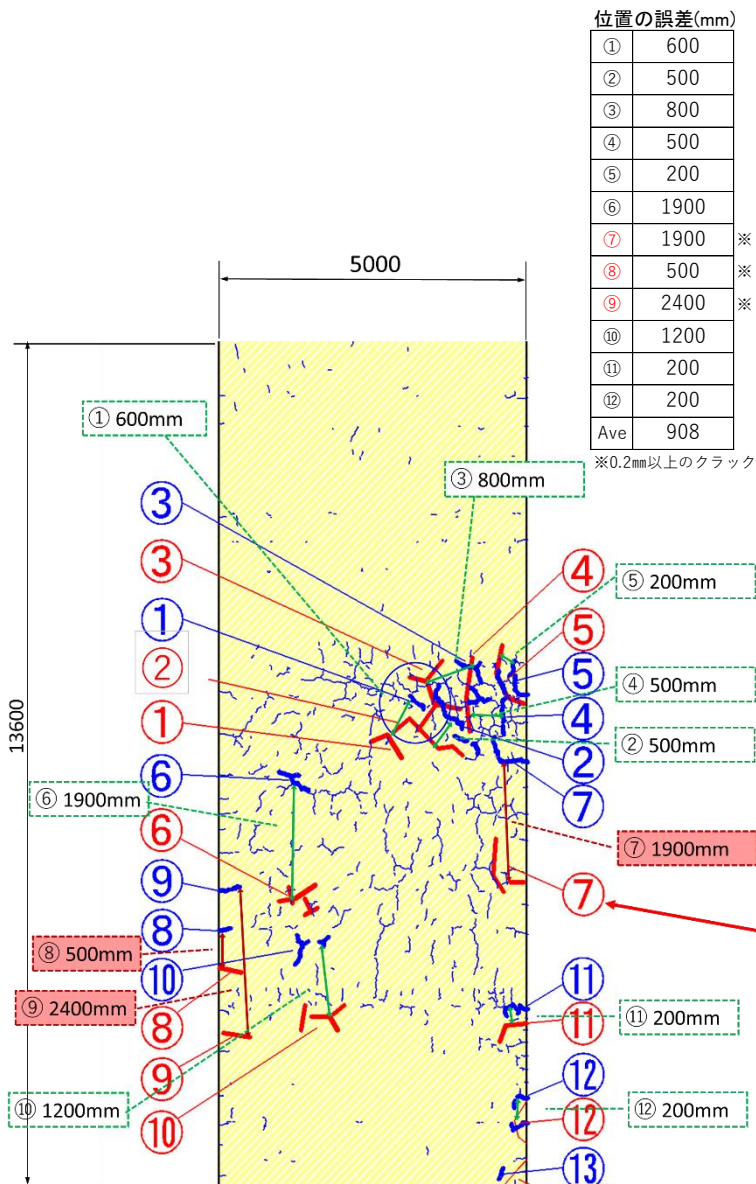 位置の誤差(mm)
① 600
② 500
③ 800
④ 500
⑤ 200
⑥ 1900
⑦ 1900 ※
⑧ 500 ※
⑨ 2400 ※
⑩ 1200
⑪ 200
⑫ 200
Ave 908
※0.2mm以上のクラック
5000
13600
① 600mm
③ 800mm
③
③
④
⑤ 200mm
①
⑤
②
⑤
④ 500mm
①
④
②
② 500mm
⑥
⑦
⑥ 1900mm
⑥
⑦ 1900mm
⑨
⑦
⑧
⑧ 500mm
⑩
⑪
⑨ 2400mm
⑧
⑪
⑪ 200mm
⑨
⑫
⑩ 1200mm
⑩
⑫
⑫ 200mm
⑬